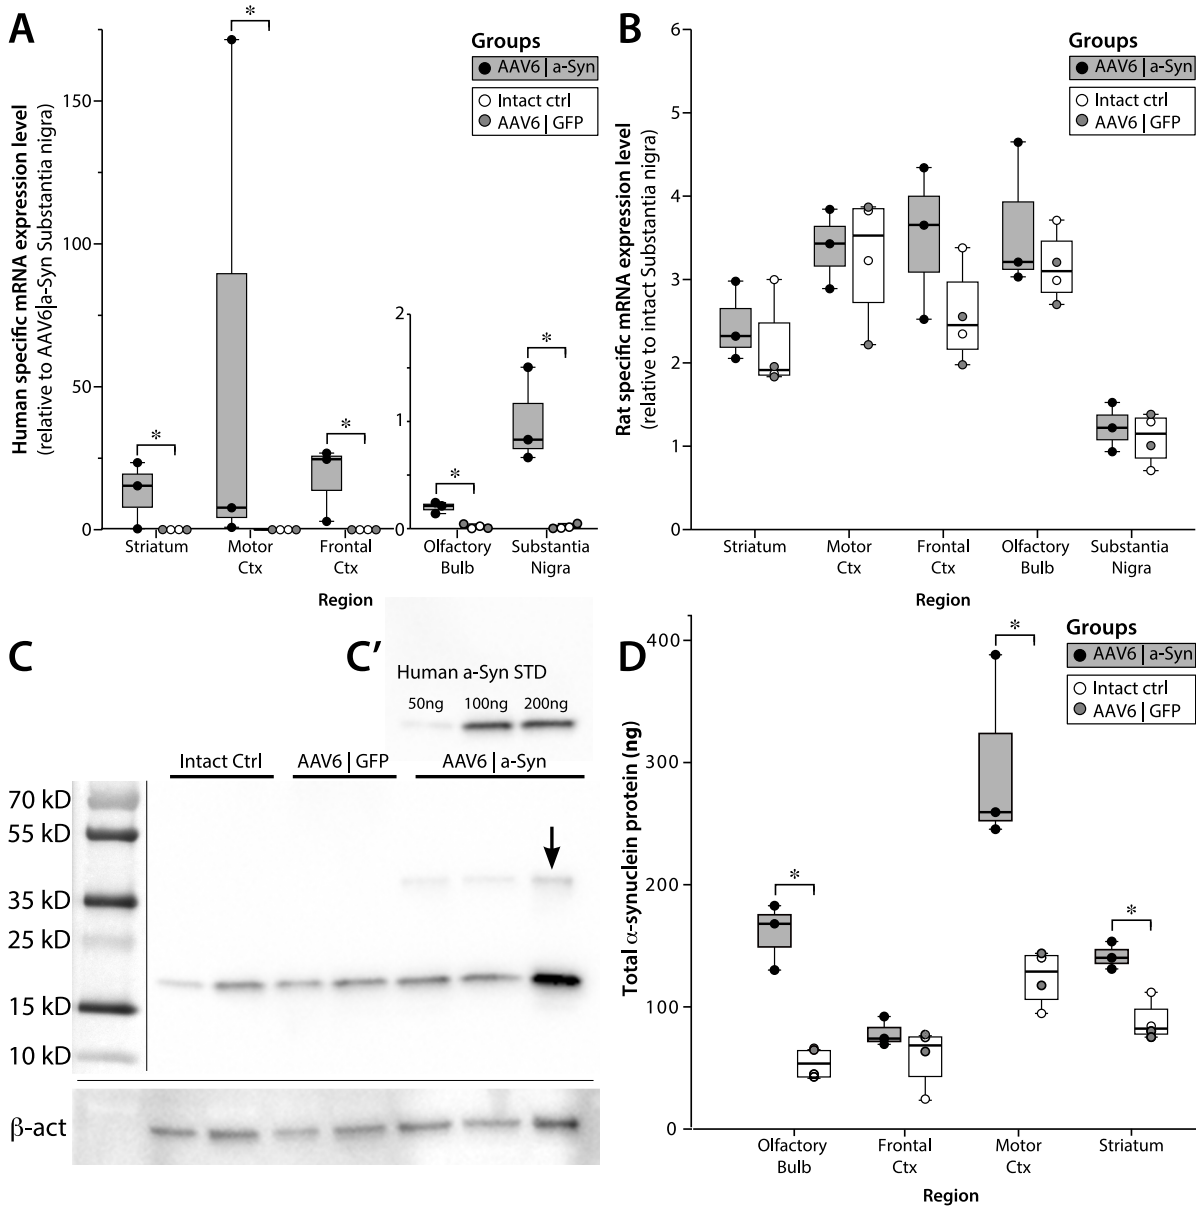 A
Human specific mRNA expression level
(relative to AAV6|a-Syn Substantia nigra)
150
100
50
0
*
*
*
Groups
AAV6 | a-Syn
Intact ctrl
AAV6 | GFP
2
1
0
*
*
Striatum
Motor
Ctx
Frontal
Ctx
Olfactory
Bulb
Substantia
Nigra
Region
B
Rat specific mRNA expression level
(relative to intact Substantia nigra)
6
5
4
3
2
1
0
Groups
AAV6 | a-Syn
Intact ctrl
AAV6 | GFP
Striatum
Motor
Ctx
Frontal
Ctx
Olfactory
Bulb
Substantia
Nigra
Region
C
C'
Human a-Syn STD
50ng 100ng 200ng
Intact Ctrl AAV6 | GFP AAV6 | a-Syn
70 kD
55 kD
35 kD
25 kD
15 kD
10 kD
β-act
D
Total α-synuclein protein (ng)
400
300
200
100
0
*
*
*
Groups
AAV6 | a-Syn
Intact ctrl
AAV6 | GFP
Olfactory
Bulb
Frontal
Ctx
Motor
Ctx
Striatum
Region